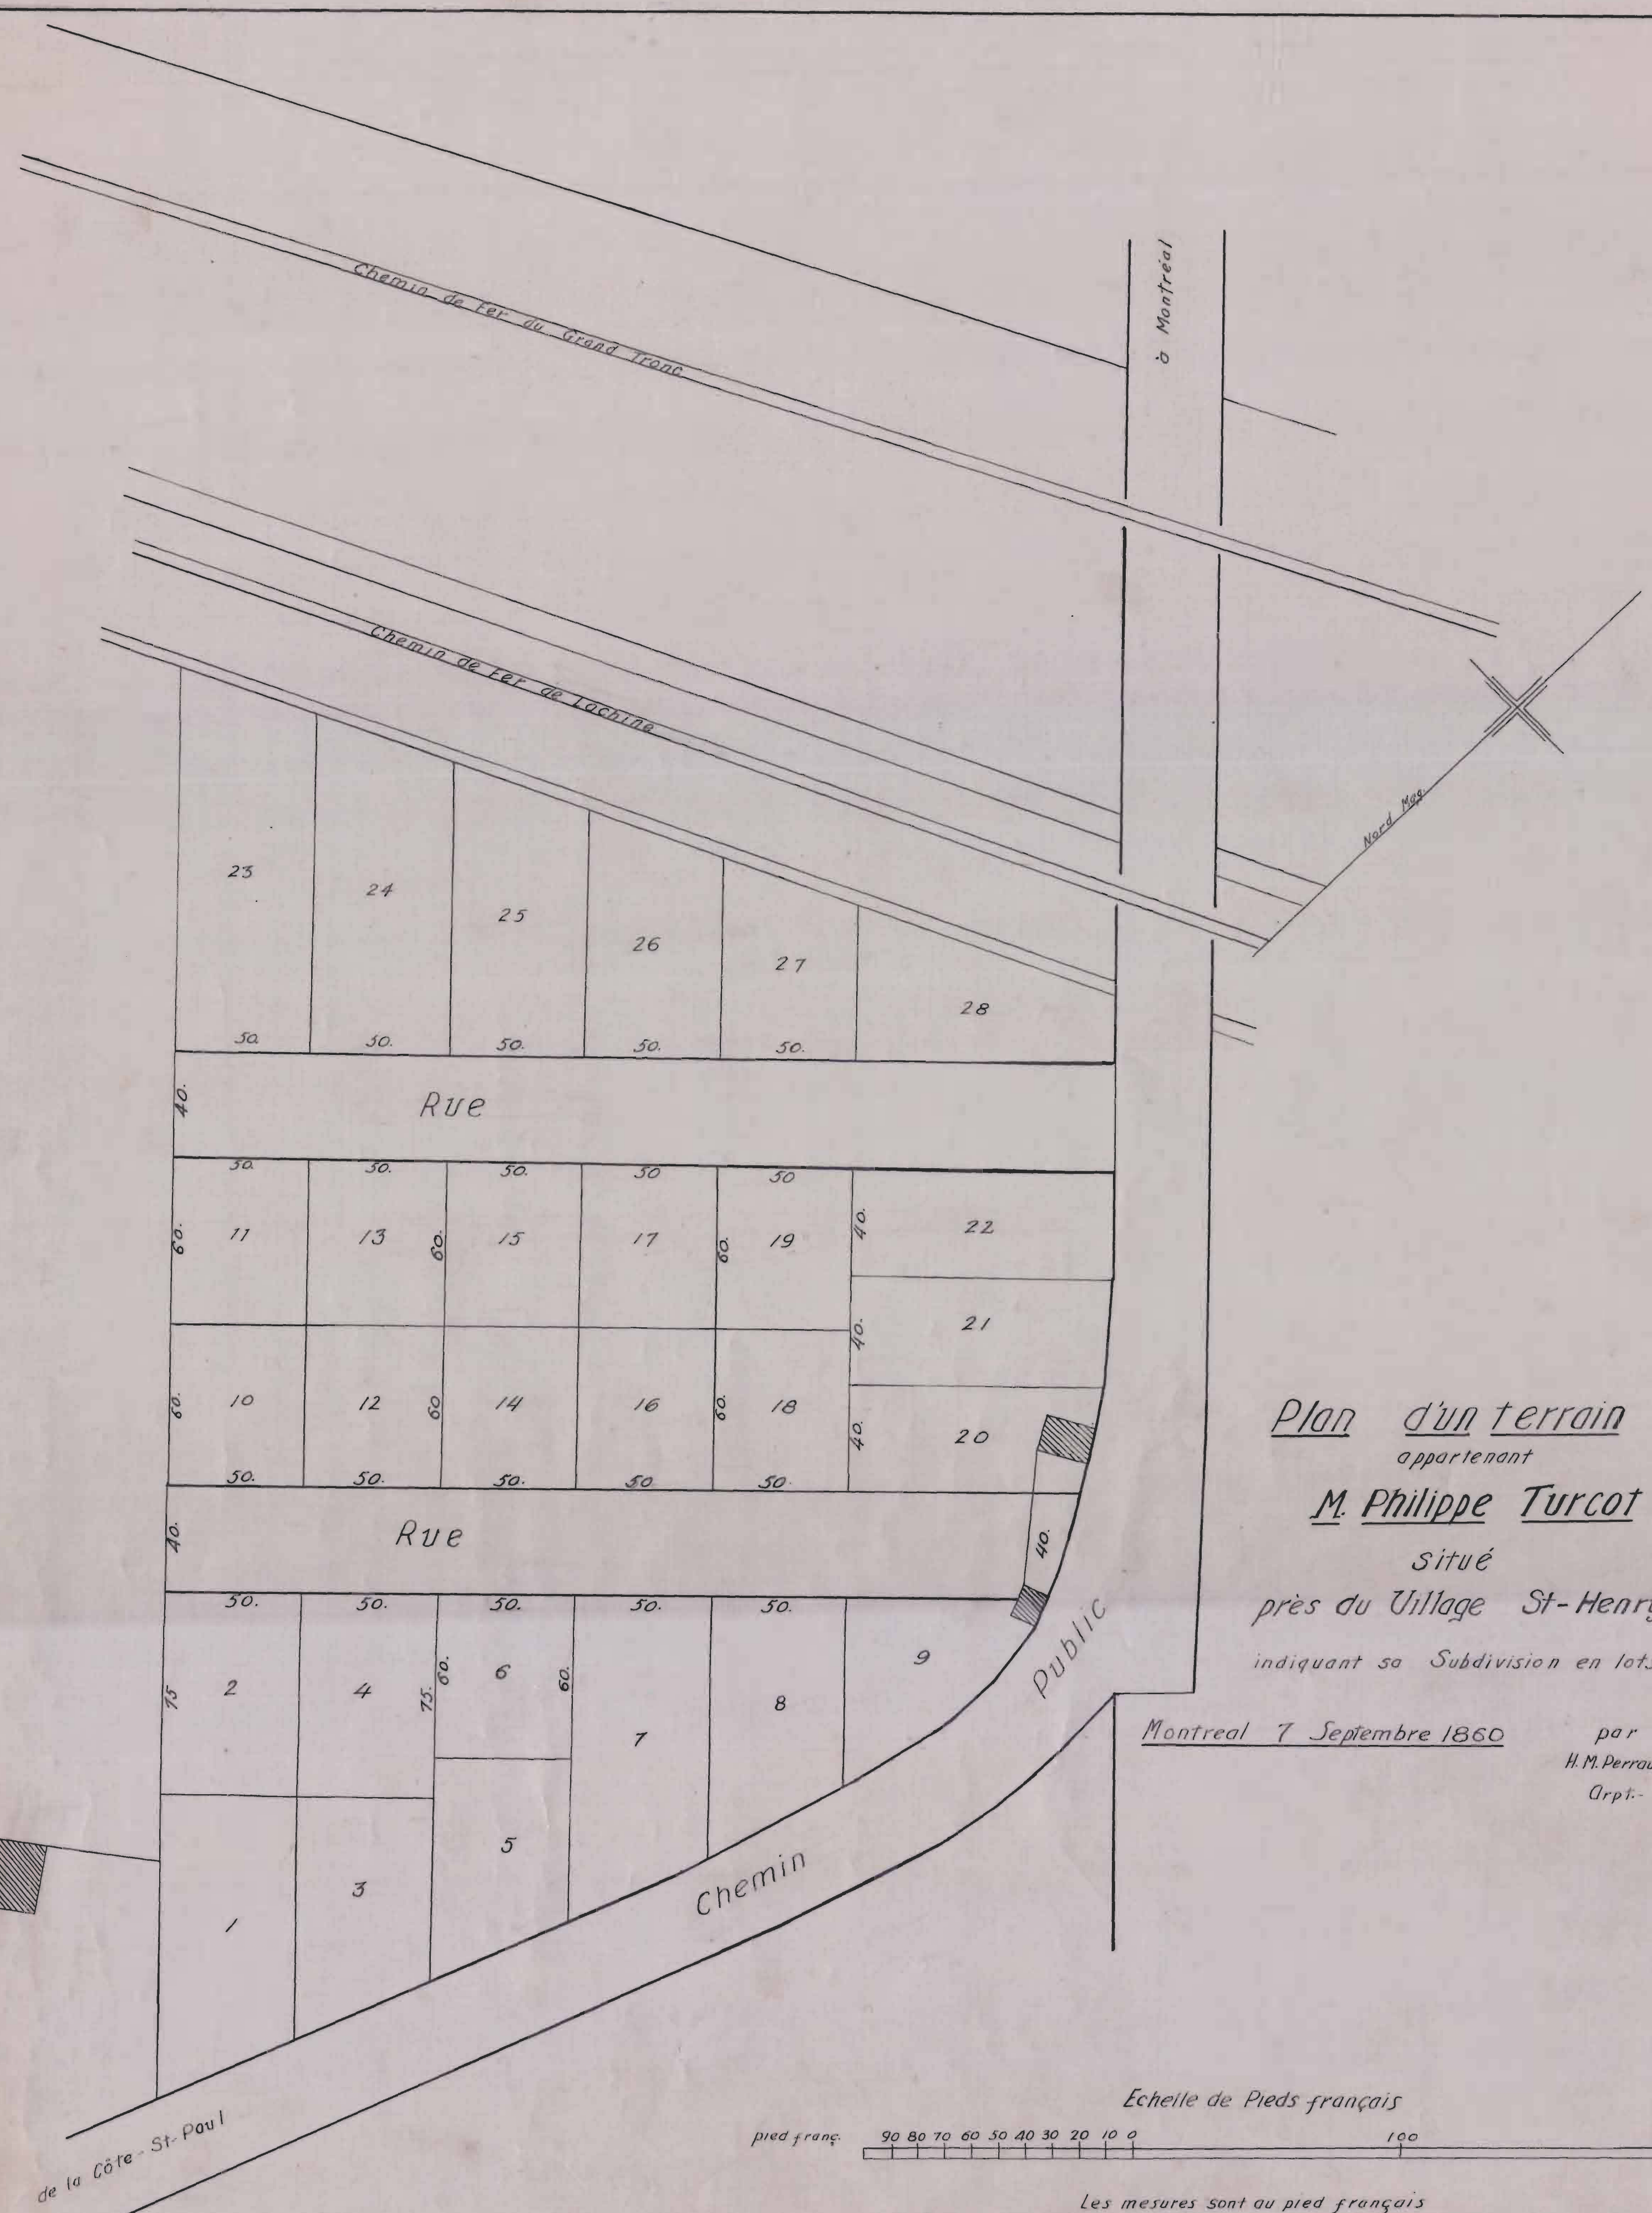 à Montréal
Chemin de Fer du Grand Tronc
Chemin de Fer de Lachine
Nord Mag.
23
24
25
26
27
28
50. 50. 50. 50. 50.
40.
Rue
50. 50. 50. 50 50
60. 11 13 60. 15 17 60. 19 40. 22
40. 21
60. 10 12 60 14 16 60. 18 40. 20
50. 50. 50. 50 50.
40.
Rue
40.
50. 50. 50. 50. 50.
75 2 4 75. 60. 6 60. 7 8 9
1 3 5
Chemin Public
de la Côte-St-Paul
Plan d'un terrain
appartenant
M. Philippe Turcot
situé
près du Village St-Henry
indiquant sa Subdivision en lots
Montreal 7 Septembre 1860
par
H. M.
Arpt.-
Echelle de Pieds français
pied franç. 90 80 70 60 50 40 30 20 10 0 100
Les mesures sont au pied français